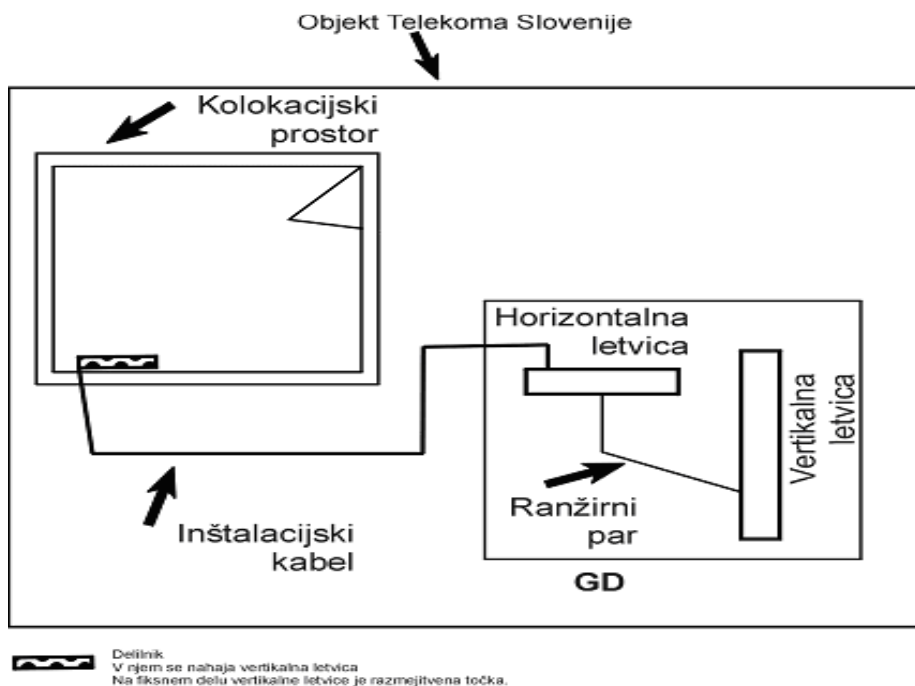 Objekt Telekoma Slovenije
Kolokacijski
prostor
Horizontalna
letvica
Vertikalna
letvica
Ranžirni
par
Inštalacijski
kabel
GD
Delilnik
V njem se nahaja vertikalna letvica
Na fiksnem delu vertikalne letvice je razmejitvena točka.